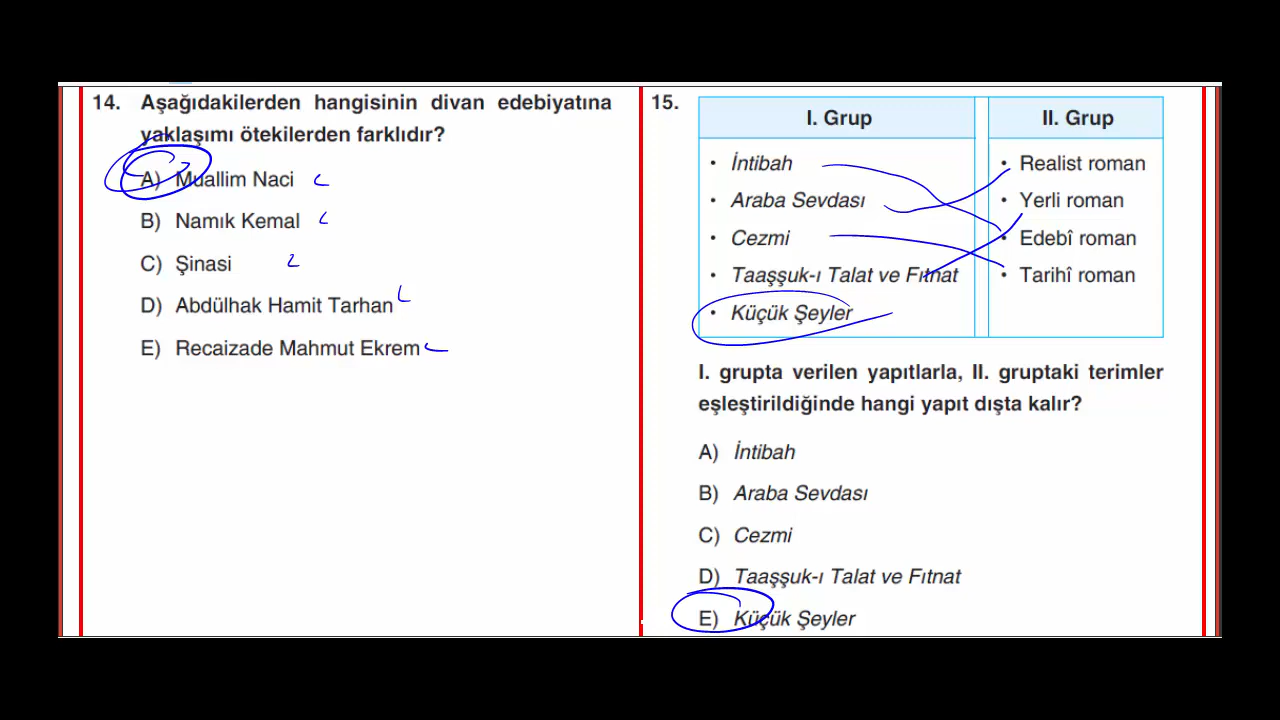 14. Aşağıdakilerden hangisinin divan edebiyatına
yaklaşımı ötekilerden farklıdır?
A) Muallim Naci
B) Namık Kemal
C) Şinasi
D) Abdülhak Hamit Tarhan
E) Recaizade Mahmut Ekrem
15.
I. Grup
• İntibah
• Araba Sevdası
• Cezmi
• Taaşşuk-ı Talat ve Fıtnat
• Küçük Şeyler
II. Grup
• Realist roman
• Yerli roman
• Edebî roman
• Tarihî roman
I. grupta verilen yapıtlarla, II. gruptaki terimler
eşleştirildiğinde hangi yapıt dışta kalır?
A) İntibah
B) Araba Sevdası
C) Cezmi
D) Taaşşuk-ı Talat ve Fıtnat
E) Küçük Şeyler